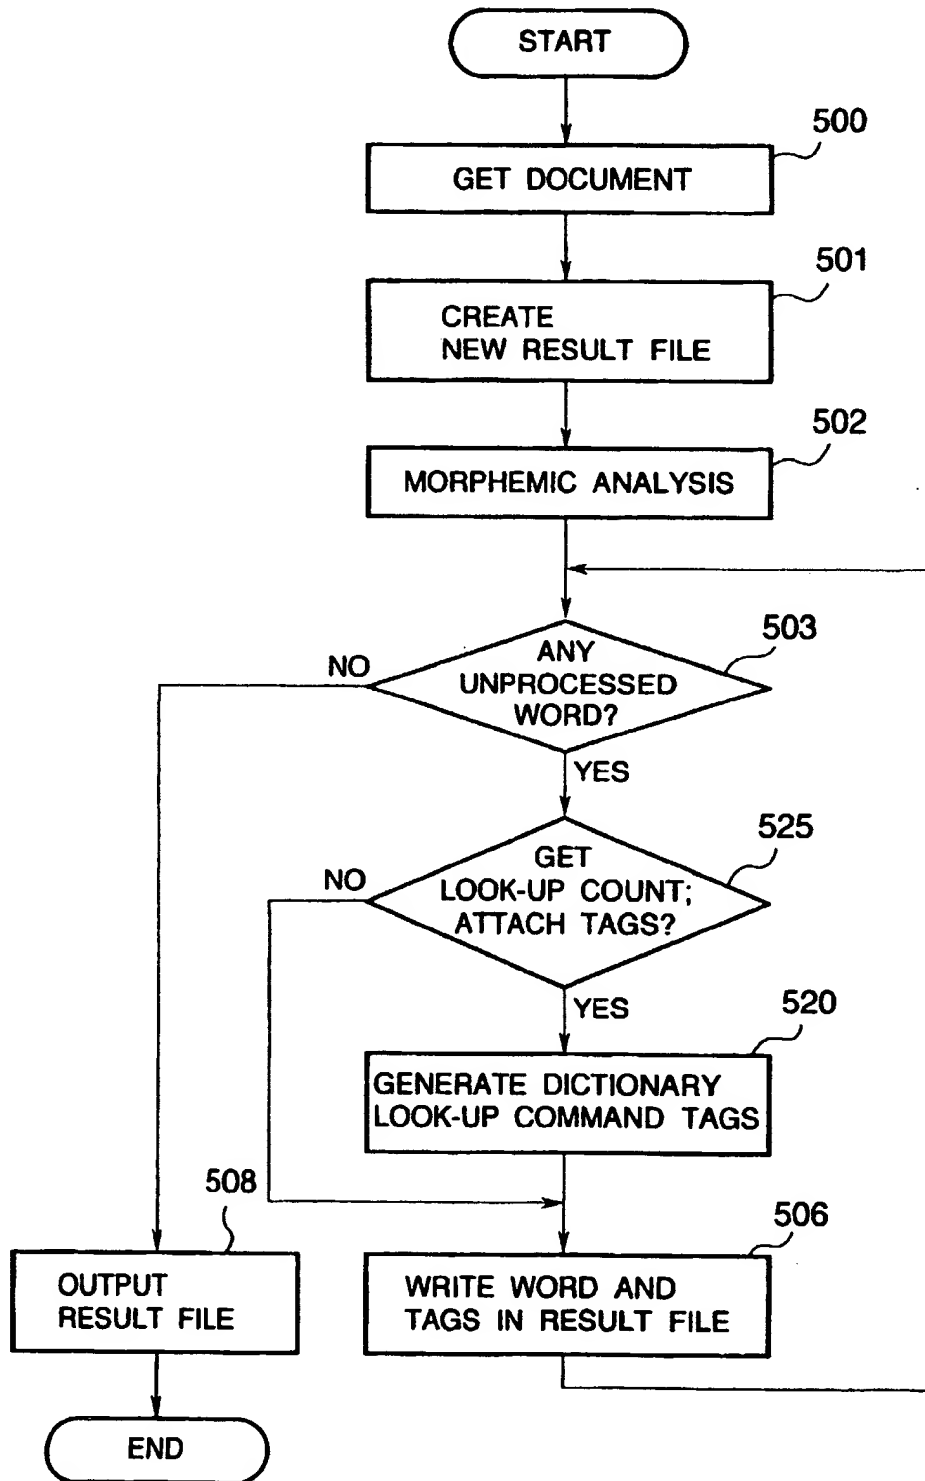 START
500
GET DOCUMENT
501
CREATE
NEW RESULT FILE
502
MORPHEMIC ANALYSIS
503
ANY
UNPROCESSED
WORD?
NO
YES
525
GET
LOOK-UP COUNT;
ATTACH TAGS?
NO
YES
520
GENERATE DICTIONARY
LOOK-UP COMMAND TAGS
508
OUTPUT
RESULT FILE
506
WRITE WORD AND
TAGS IN RESULT FILE
END